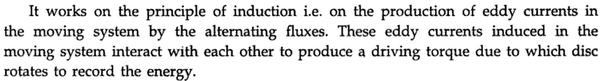 It works on the principle of induction i.e. on the production of eddy currents in
the moving system by the alternating fluxes. These eddy currents induced in the
moving system interact with each other to produce a driving torque due to which disc
rotates to record the energy.